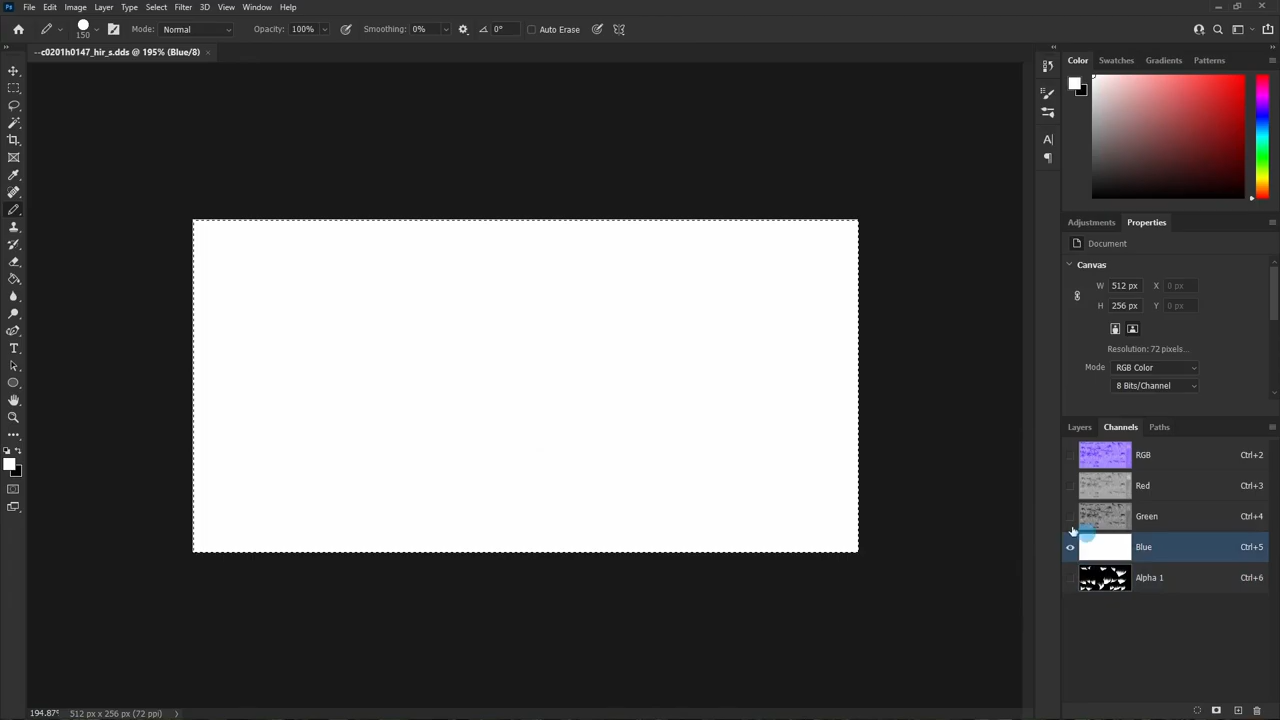 Ps File Edit Image Layer Type Select Filter 3D View Window Help
150 Mode: Normal Opacity: 100% Smoothing: 0% 0° Auto Erase
--c0201h0147_hir_s.dds @ 195% (Blue/8) ×
Color Swatches Gradients Patterns
Adjustments Properties
Document
Canvas
W 512 px X 0 px
H 256 px Y 0 px
Resolution: 72 pixels...
Mode RGB Color
8 Bits/Channel
Layers Channels Paths
RGB Ctrl+2
Red Ctrl+3
Green Ctrl+4
Blue Ctrl+5
Alpha 1 Ctrl+6
194.87% 512 px x 256 px (72 ppi)